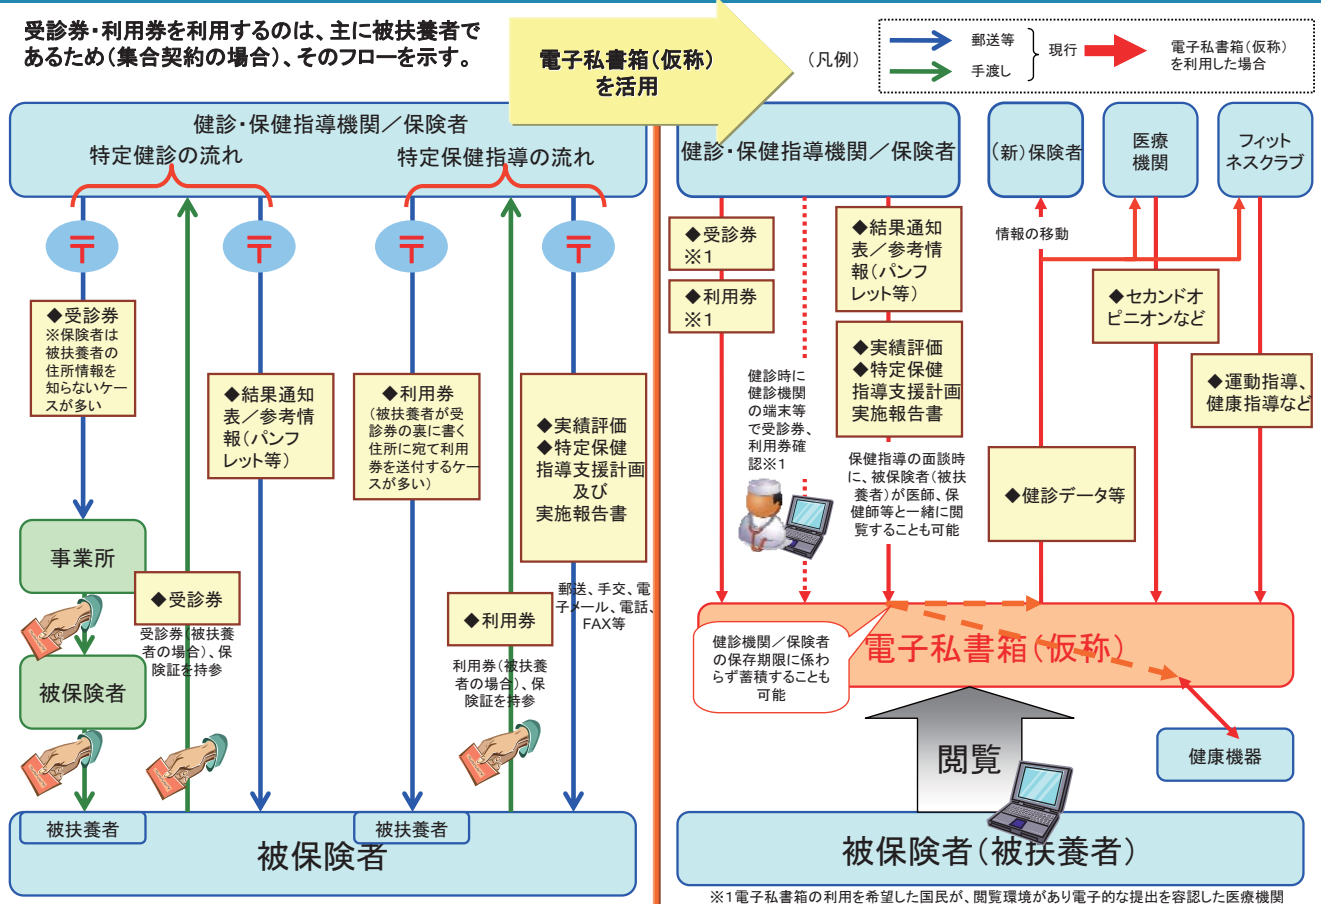 受診券・利用券を利用するのは、主に被扶養者で
あるため(集合契約の場合)、そのフローを示す。
電子私書箱(仮称)
を活用
(凡例)
郵送等
手渡し
現行
電子私書箱(仮称)
を利用した場合
健診・保健指導機関／保険者
特定健診の流れ
特定保健指導の流れ
〒
〒
〒
〒
◆受診券
※保険者は
被扶養者の
住所情報を
知らないケー
スが多い
◆結果通知
表／参考情
報(パンフ
レット等)
◆利用券
(被扶養者が受
診券の裏に書く
住所に宛て利用
券を送付するケー
スが多い)
◆実績評価
◆特定保健
指導支援計画
及び
実施報告書
事業所
◆受診券
受診券(被扶養
者の場合)、保
険証を持参
◆利用券
利用券(被扶養
者の場合)、保
険証を持参
郵送、手交、電
子メール、電話、
FAX等
被保険者
被扶養者
被扶養者
被保険者
健診・保健指導機関／保険者
(新)保険者
医療
機関
フィット
ネスクラブ
◆受診券
※1
◆利用券
※1
◆結果通知
表／参考情
報(パンフ
レット等)
◆実績評価
◆特定保健
指導支援計画
実施報告書
情報の移動
◆セカンドオ
ピニオンなど
◆運動指導、
健康指導など
健診時に
健診機関
の端末等
で受診券、
利用券確
認※1
保健指導の面談時
に、被保険者(被扶
養者)が医師、保
健師等と一緒に閲
覧することも可能
◆健診データ等
健診機関／保険者
の保存期限に係わ
らず蓄積することも
可能
電子私書箱(仮称)
閲覧
健康機器
被保険者(被扶養者)
※1電子私書箱の利用を希望した国民が、閲覧環境があり電子的な提出を容認した医療機関